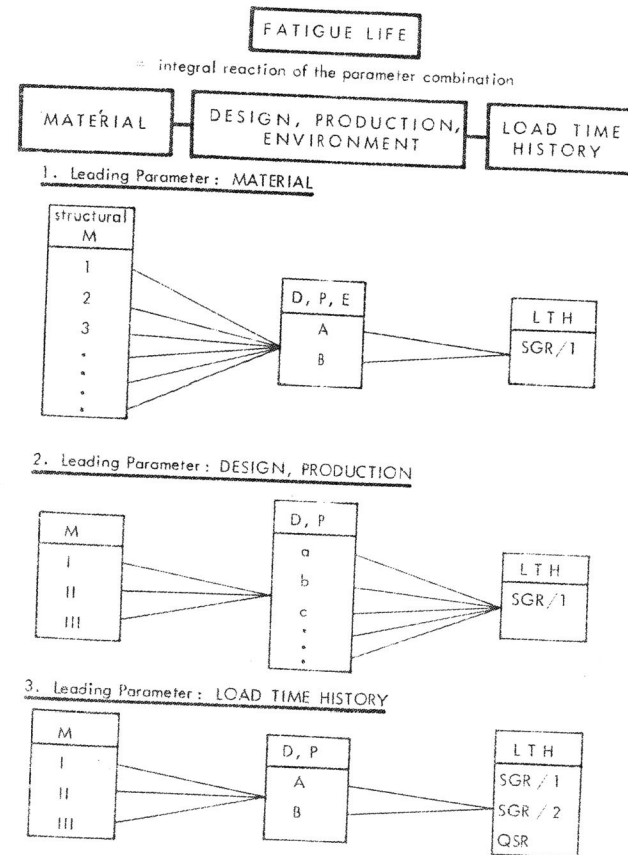 FATIGUE LIFE
= integral reaction of the parameter combination
MATERIAL
DESIGN, PRODUCTION,
ENVIRONMENT
LOAD TIME
HISTORY
1. Leading Parameter: MATERIAL
structural
M
1
2
3
D, P, E
A
B
LTH
SGR/1
2. Leading Parameter: DESIGN, PRODUCTION
M
I
II
III
D, P
a
b
c
LTH
SGR/1
3. Leading Parameter: LOAD TIME HISTORY
M
I
II
III
D, P
A
B
LTH
SGR/1
SGR/2
QSR